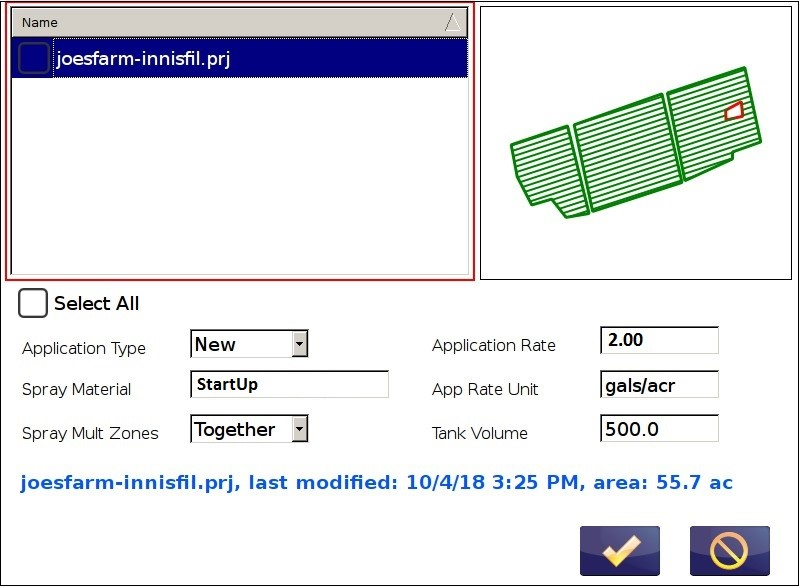 Name
joesfarm-innisfil.prj
Select All
Application Type New Application Rate 2.00
Spray Material StartUp App Rate Unit gals/acr
Spray Mult Zones Together Tank Volume 500.0
joesfarm-innisfil.prj, last modified: 10/4/18 3:25 PM, area: 55.7 ac